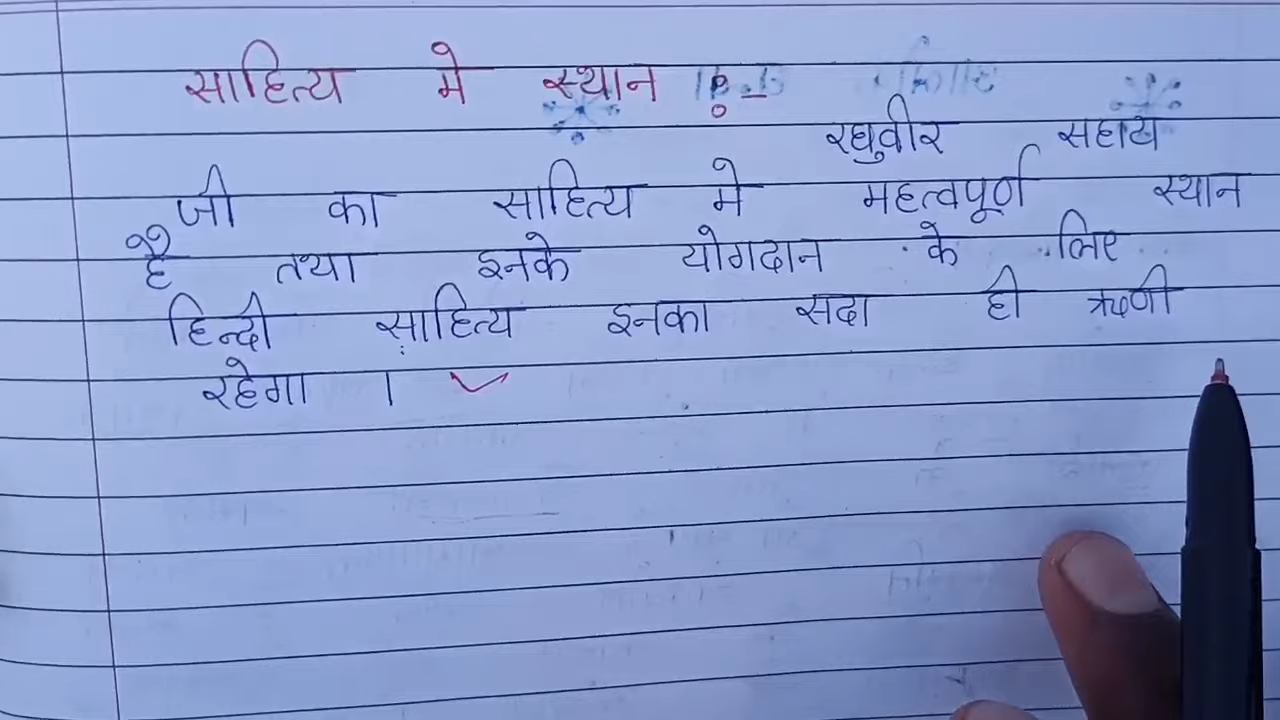 साहित्य मे स्थान :-
रघुवीर सहाय
जी का साहित्य मे महत्वपूर्ण स्थान
है तथा इनके योगदान के लिए
हिन्दी साहित्य इनका सदा ही ऋणी
रहेगा ।